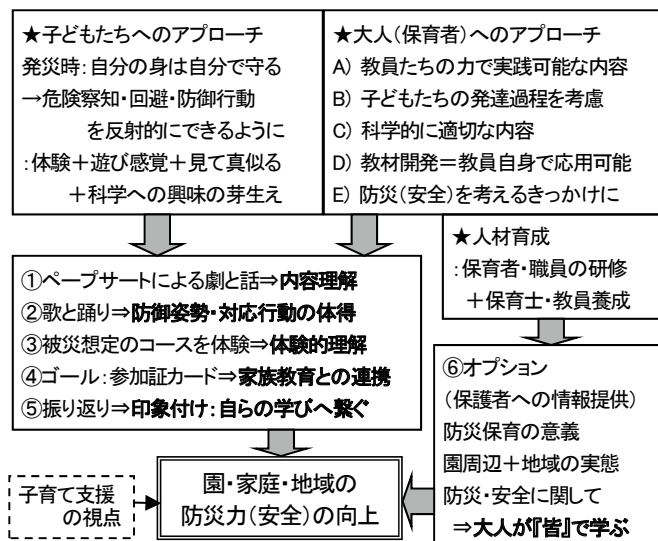 ★子どもたちへのアプローチ
発災時:自分の身は自分で守る
→危険察知・回避・防御行動
を反射的にできるように
:体験+遊び感覚+見て真似る
+科学への興味の芽生え
★大人(保育者)へのアプローチ
A) 教員たちの力で実践可能な内容
B) 子どもたちの発達過程を考慮
C) 科学的に適切な内容
D) 教材開発=教員自身で応用可能
E) 防災(安全)を考えるきっかけに
★人材育成
:保育者・職員の研修
+保育士・教員養成
①ペープサートによる劇と話⇒内容理解
②歌と踊り⇒防御姿勢・対応行動の体得
③被災想定のコースを体験⇒体験的理解
④ゴール:参加証カード⇒家族教育との連携
⑤振り返り⇒印象付け:自らの学びへ繋ぐ
⑥オプション
(保護者への情報提供)
防災保育の意義
園周辺+地域の実態
防災・安全に関して
⇒大人が『皆』で学ぶ
子育て支援
の視点
園・家庭・地域の
防災力(安全)の向上